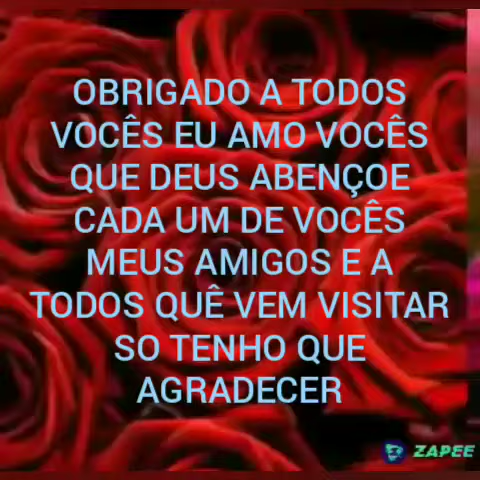 OBRIGADO A TODOS
VOCÊS EU AMO VOCÊS
QUE DEUS ABENÇOE
CADA UM DE VOCÊS
MEUS AMIGOS E A
TODOS QUÊ VEM VISITAR
SO TENHO QUE
AGRADECER
ZAPEE